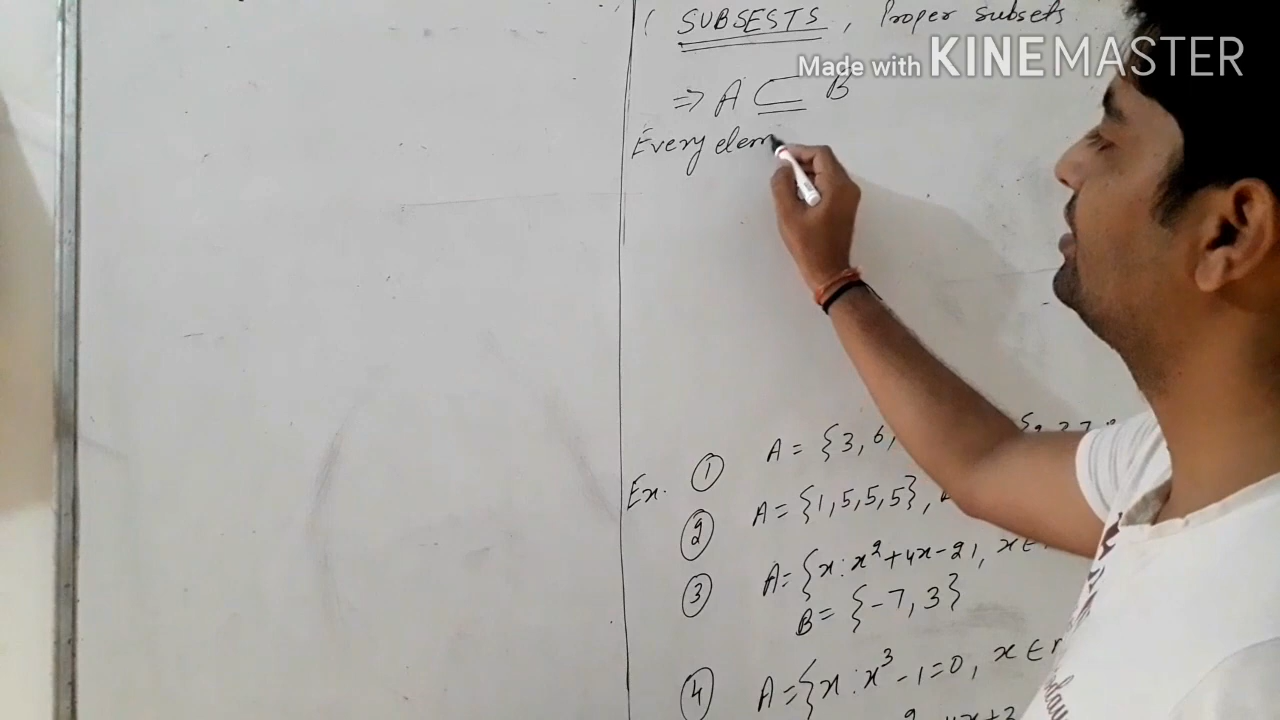 SUBSESTS, Proper subsets
Made with KINEMASTER
⇒ A ⊆ B
Every elem
Ex. ① A = {3, 6,
② A = {1, 5, 5, 5},
③ A = {x : x² + 4x - 21, x ∈
B = {-7, 3}
④ A = {x : x³ - 1 = 0, x ∈